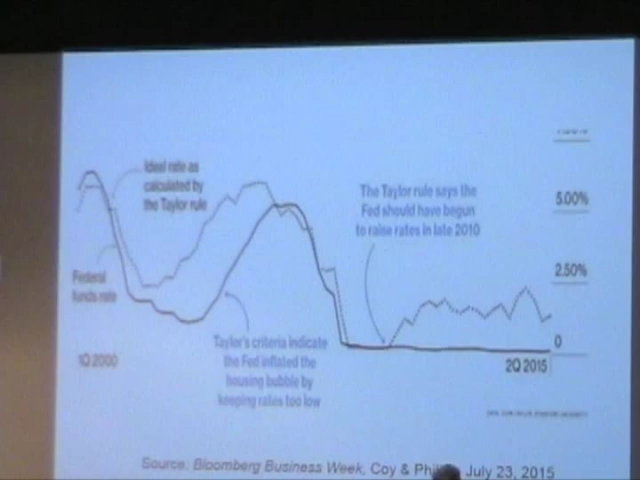 Ideal rate as
calculated by
the Taylor rule
The Taylor rule says the
Fed should have begun
to raise rates in late 2010
5.00%
2.50%
Federal
funds rate
Taylor's criteria indicate
the Fed inflated the
housing bubble by
keeping rates too low
0
1Q 2000
2Q 2015
Source: Bloomberg Business Week, Coy & July 23, 2015